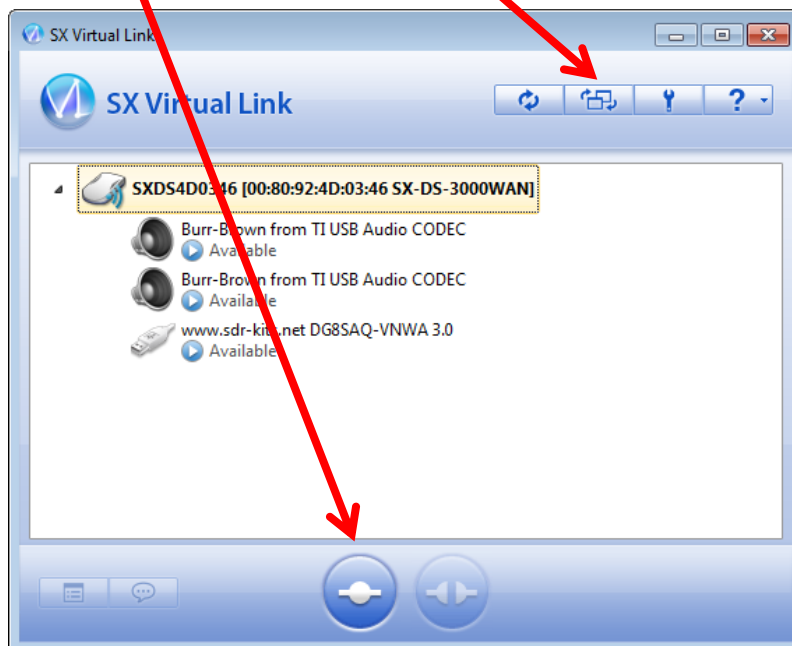 SX Virtual Link
SX Virtual Link
?
SXDS4D0346 [00:80:92:4D:03:46 SX-DS-3000WAN]
Burr-Brown from TI USB Audio CODEC
Available
Burr-Brown from TI USB Audio CODEC
Available
www.sdr-kits.net DG8SAQ-VNWA 3.0
Available